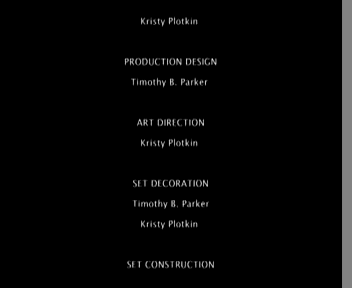 Kristy Plotkin
PRODUCTION DESIGN
Timothy B. Parker
ART DIRECTION
Kristy Plotkin
SET DECORATION
Timothy B. Parker
Kristy Plotkin
SET CONSTRUCTION